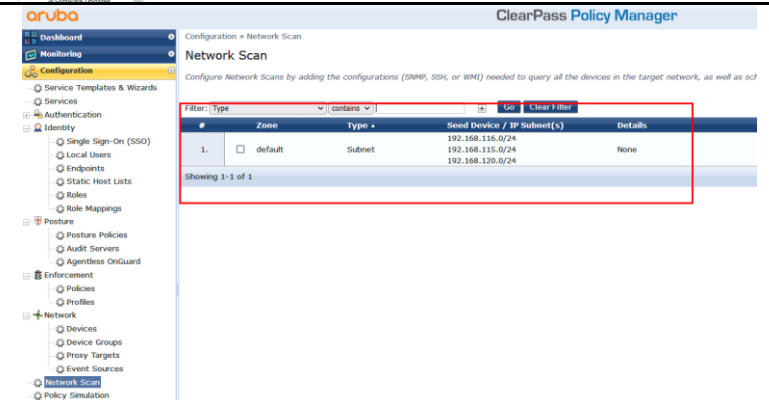 aruba
ClearPass Policy Manager
Dashboard
Monitoring
Configuration
Service Templates & Wizards
Services
Authentication
Identity
Single Sign-On (SSO)
Local Users
Endpoints
Static Host Lists
Roles
Role Mappings
Posture
Posture Policies
Audit Servers
Agentless OnGuard
Enforcement
Policies
Profiles
Network
Devices
Device Groups
Proxy Targets
Event Sources
Network Scan
Policy Simulation
Configuration » Network Scan
Network Scan
Configure Network Scans by adding the configurations (SNMP, SSH, or WMI) needed to query all the devices in the target network, as well as sch
Filter: Type contains Go Clear Filter
# Zone Type Seed Device / IP Subnet(s) Details
192.168.116.0/24
1. default Subnet 192.168.115.0/24 None
192.168.120.0/24
Showing 1-1 of 1